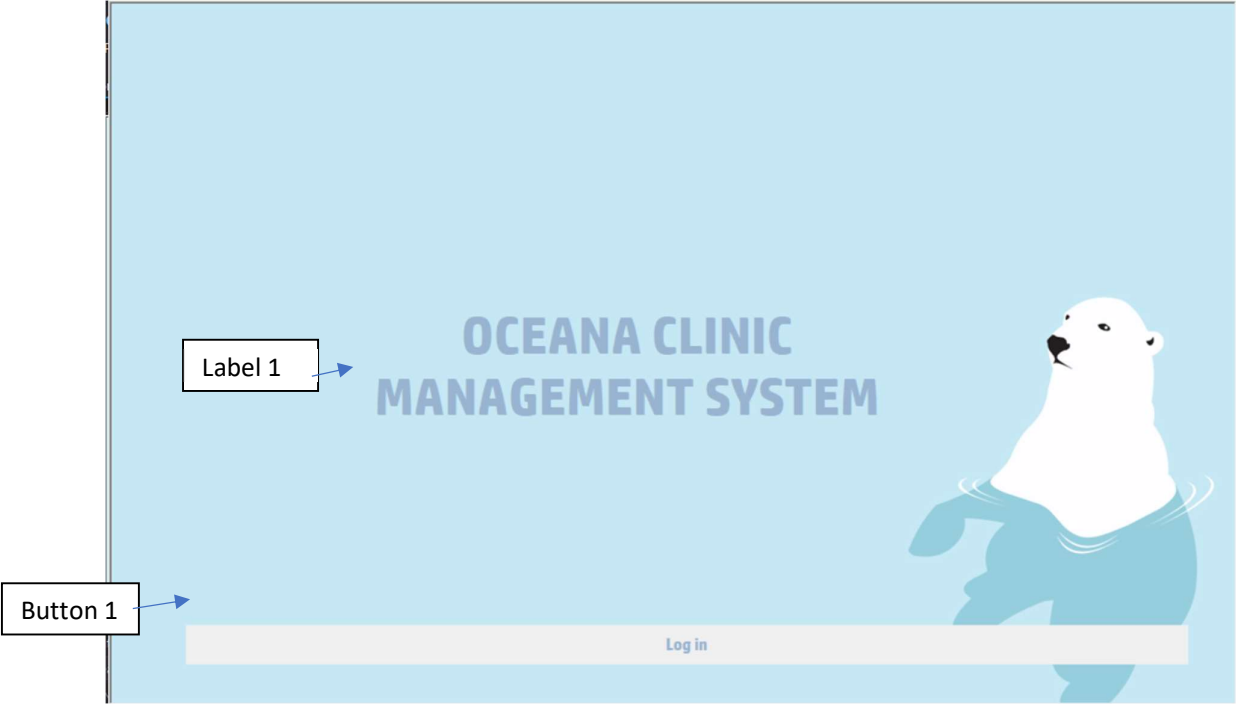 OCEANA CLINIC
MANAGEMENT SYSTEM
Label 1
Button 1
Log in